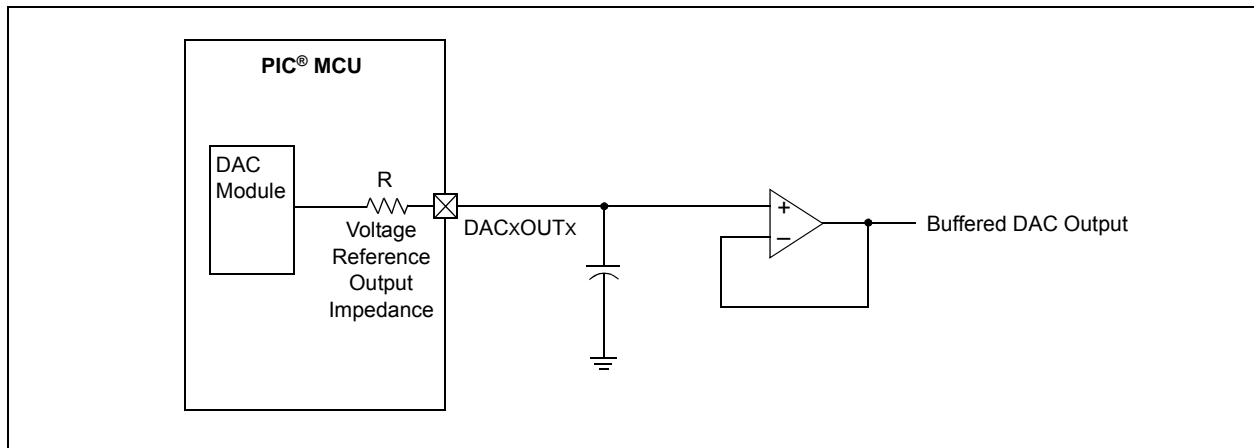 PIC® MCU
DAC
Module
R
Voltage
Reference
Output
Impedance
DACxOUTx
+
–
Buffered DAC Output